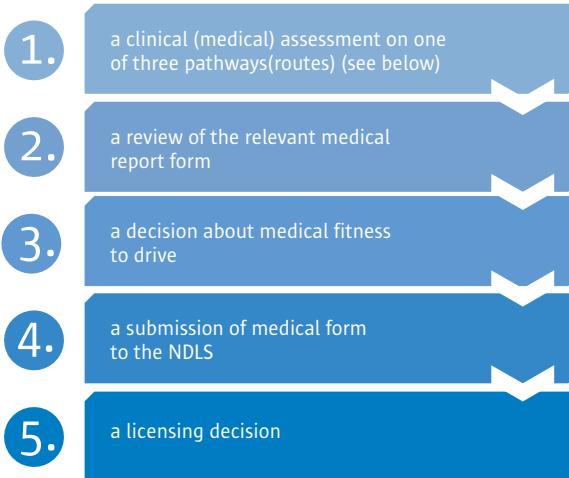 1.
a clinical (medical) assessment on one
of three pathways(routes) (see below)
2.
a review of the relevant medical
report form
3.
a decision about medical fitness
to drive
4.
a submission of medical form
to the NDLS
5.
a licensing decision